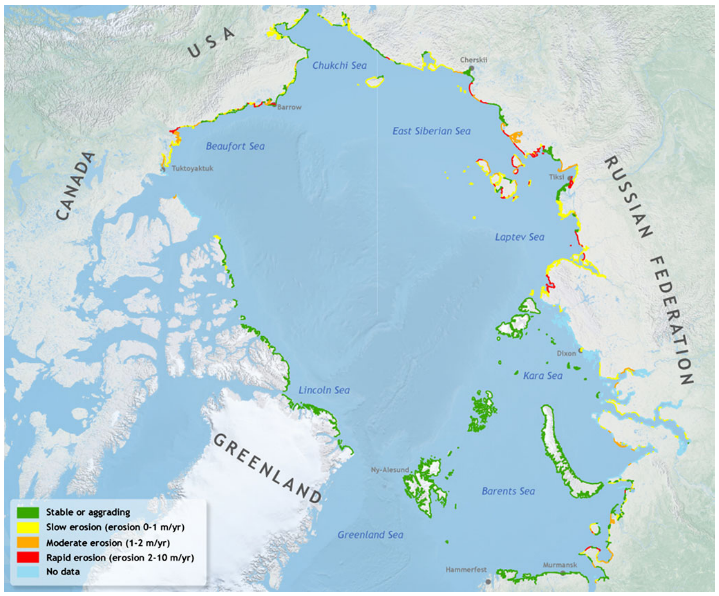 USA
Chukchi Sea
Cherskii
Barrow
East Siberian Sea
Beaufort Sea
CANADA
Tuktoyaktuk
Tiksi
RUSSIAN FEDERATION
Laptev Sea
Dixon
Kara Sea
Lincoln Sea
GREENLAND
Ny-Alesund
Barents Sea
Greenland Sea
Hammerfest
Murmansk
Stable or aggrading
Slow erosion (erosion 0-1 m/yr)
Moderate erosion (1-2 m/yr)
Rapid erosion (erosion 2-10 m/yr)
No data